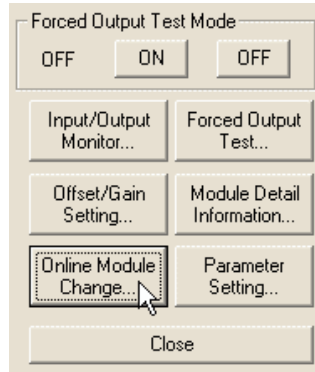 Forced Output Test Mode
OFF ON OFF
Input/Output Forced Output
Monitor... Test...
Offset/Gain Module Detail
Setting... Information...
Online Module Parameter
Change... Setting...
Close